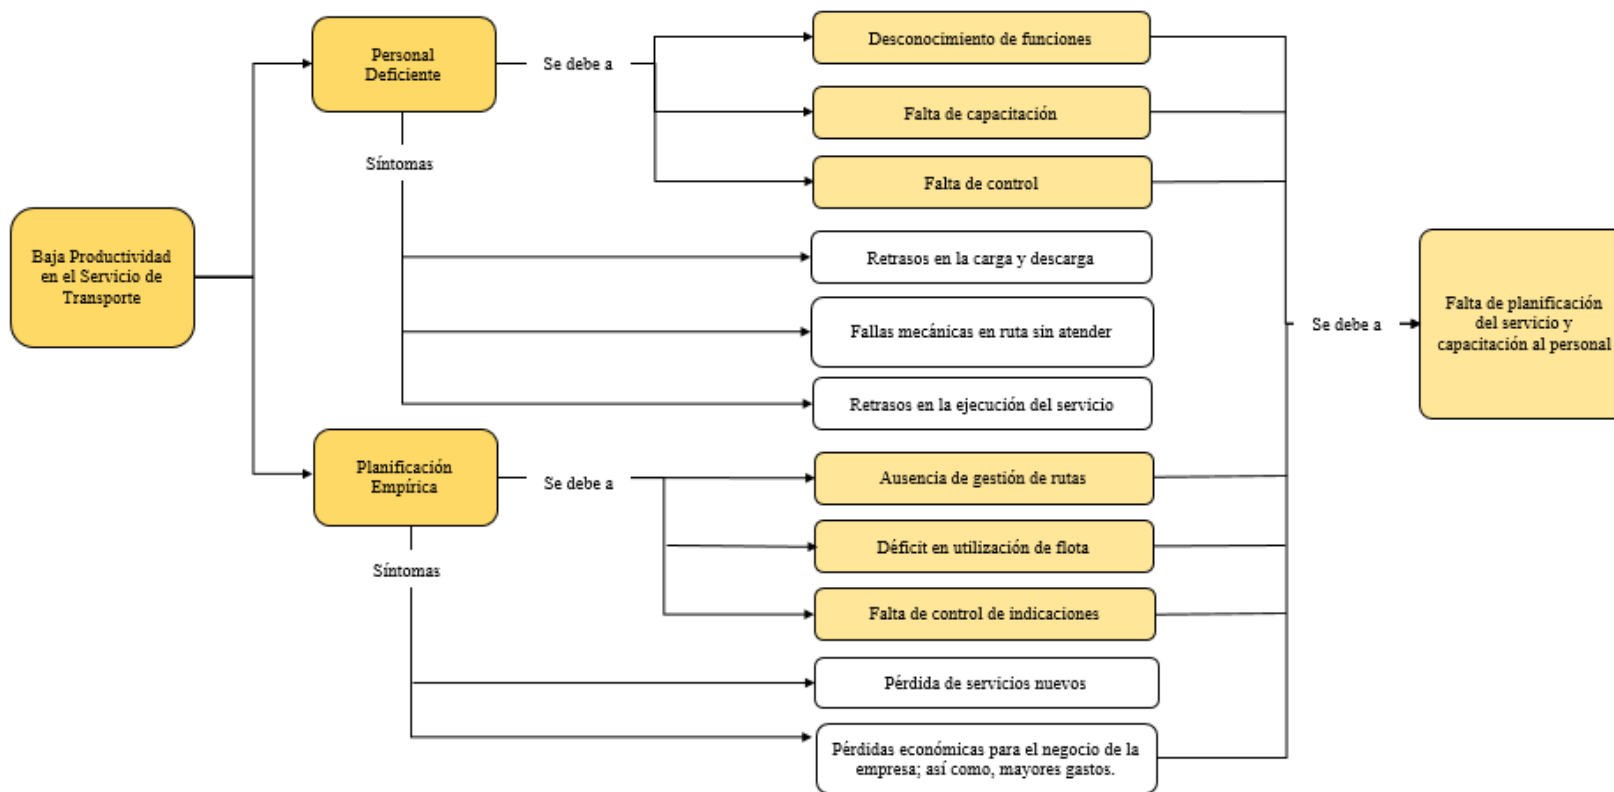 Personal
Deficiente
Se debe a
Desconocimiento de funciones
Falta de capacitación
Falta de control
Síntomas
Retrasos en la carga y descarga
Fallas mecánicas en ruta sin atender
Retrasos en la ejecución del servicio
Baja Productividad
en el Servicio de
Transporte
Planificación
Empírica
Se debe a
Ausencia de gestión de rutas
Déficit en utilización de flota
Falta de control de indicaciones
Síntomas
Pérdida de servicios nuevos
Pérdidas económicas para el negocio de la
empresa; así como, mayores gastos.
Se debe a
Falta de planificación
del servicio y
capacitación al personal